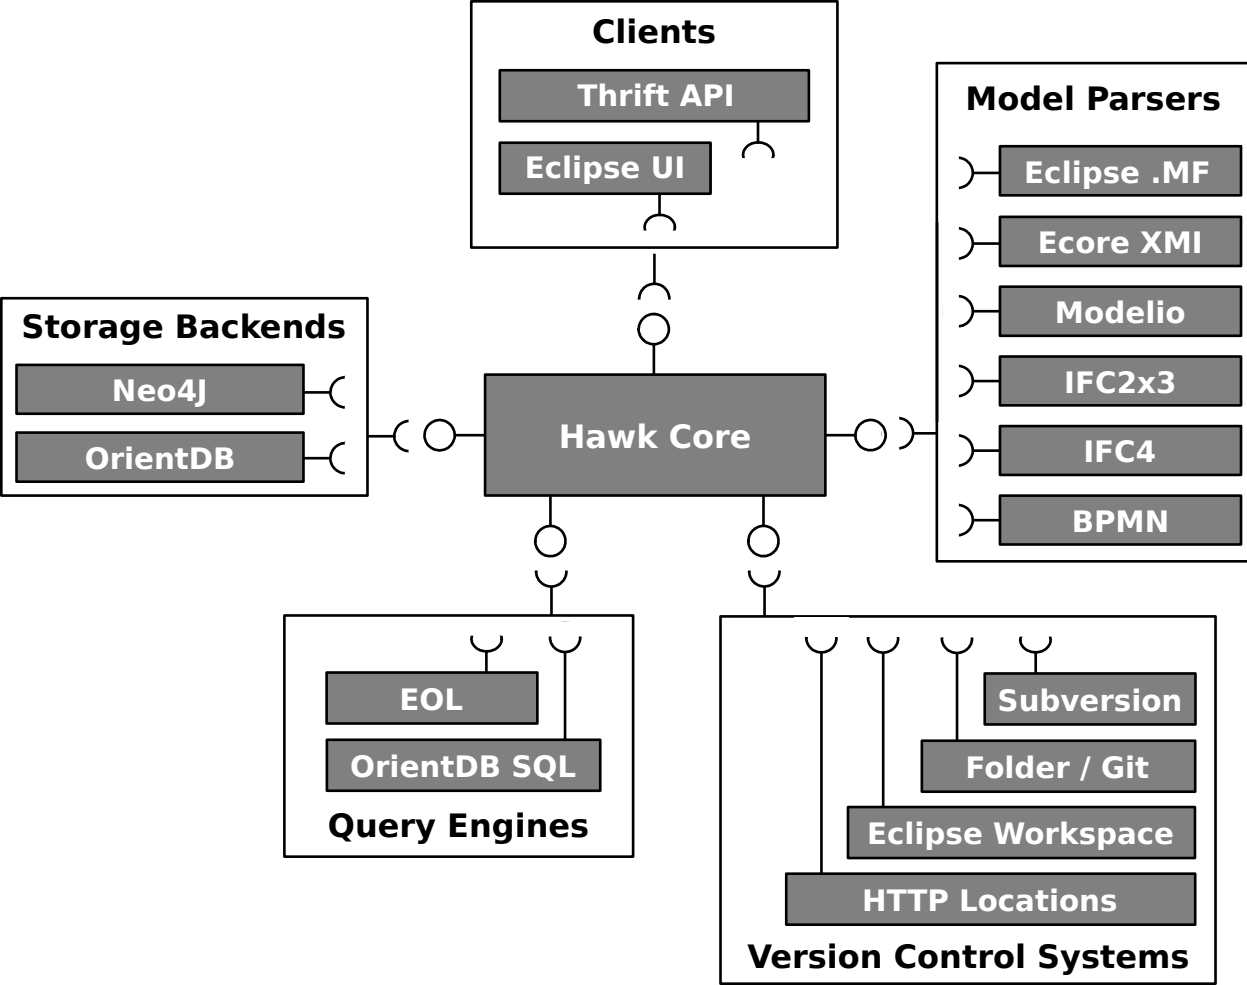 Clients
Thrift API
Eclipse UI
Model Parsers
Eclipse .MF
Ecore XMI
Modelio
IFC2x3
IFC4
BPMN
Storage Backends
Neo4J
OrientDB
Hawk Core
EOL
OrientDB SQL
Query Engines
Subversion
Folder / Git
Eclipse Workspace
HTTP Locations
Version Control Systems